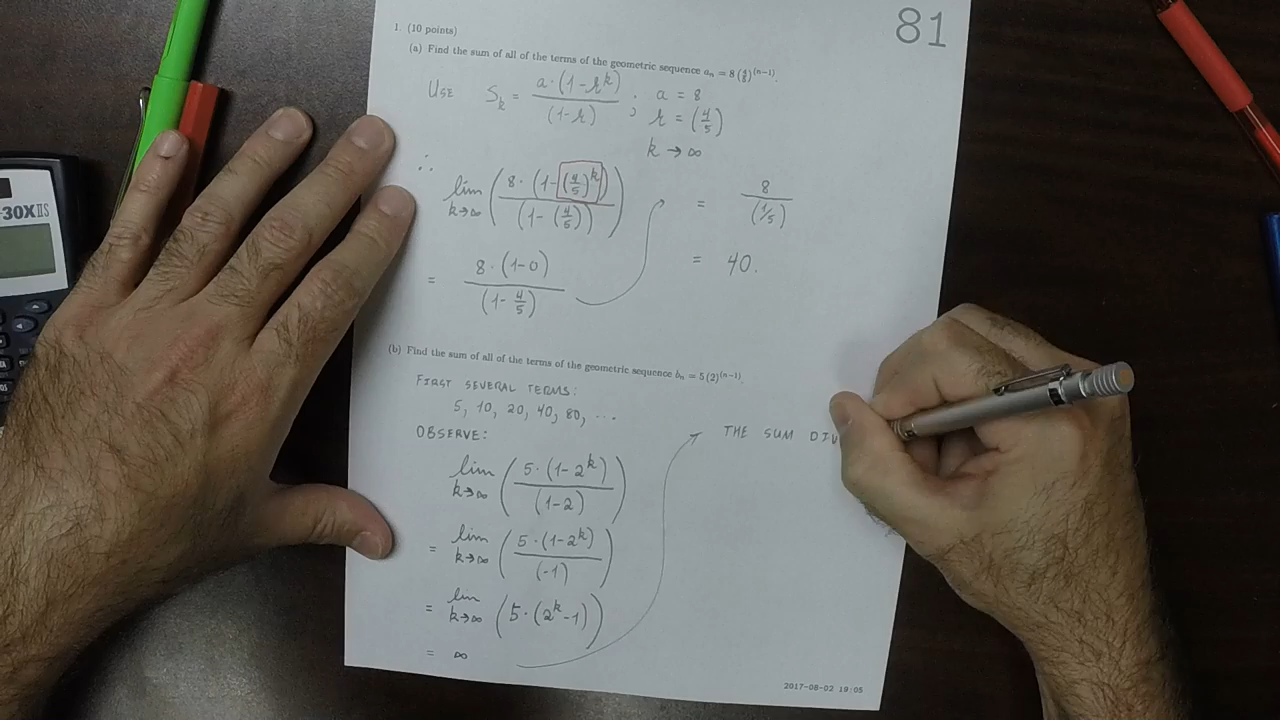 81
1. (10 points)
(a) Find the sum of all of the terms of the geometric sequence aₙ = 8(4/5)^(n−1).
USE Sₖ = a·(1−r^k)/(1−r) ; a = 8
r = (4/5)
k → ∞
∴
lim k→∞ (8·(1−(4/5)^k)/(1−(4/5)))
= 8·(1−0)/(1−4/5)
= 8/(1/5)
= 40.
(b) Find the sum of all of the terms of the geometric sequence bₙ = 5(2)^(n−1).
FIRST SEVERAL TERMS:
5, 10, 20, 40, 80, ...
OBSERVE:
lim k→∞ (5·(1−2^k)/(1−2))
= lim k→∞ (5·(1−2^k)/(−1))
= lim k→∞ (5·(2^k−1))
= ∞
THE SUM DIV
2017-08-02 19:05
-30X IIS